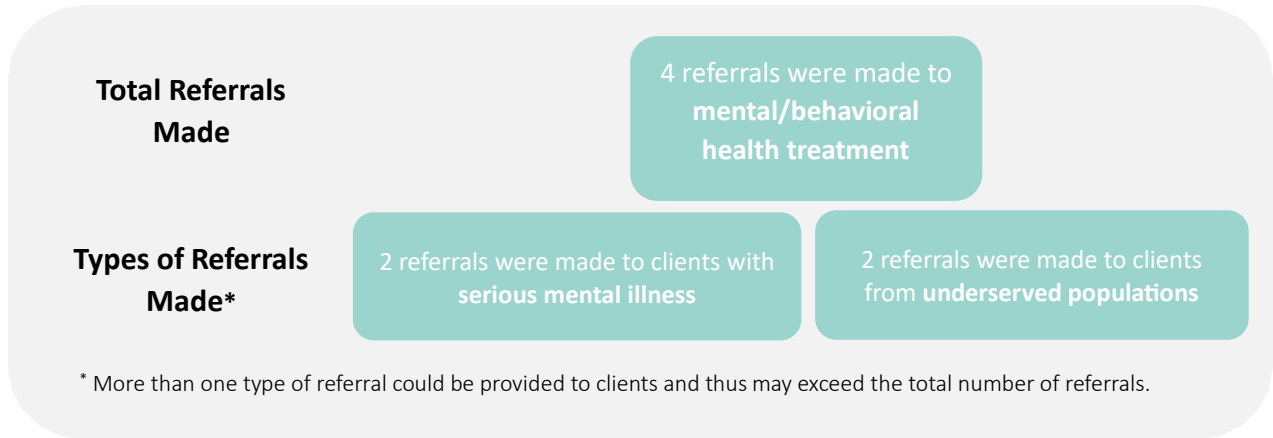 Total Referrals
Made
4 referrals were made to
mental/behavioral
health treatment
Types of Referrals
Made*
2 referrals were made to clients with
serious mental illness
2 referrals were made to clients
from underserved populations
* More than one type of referral could be provided to clients and thus may exceed the total number of referrals.